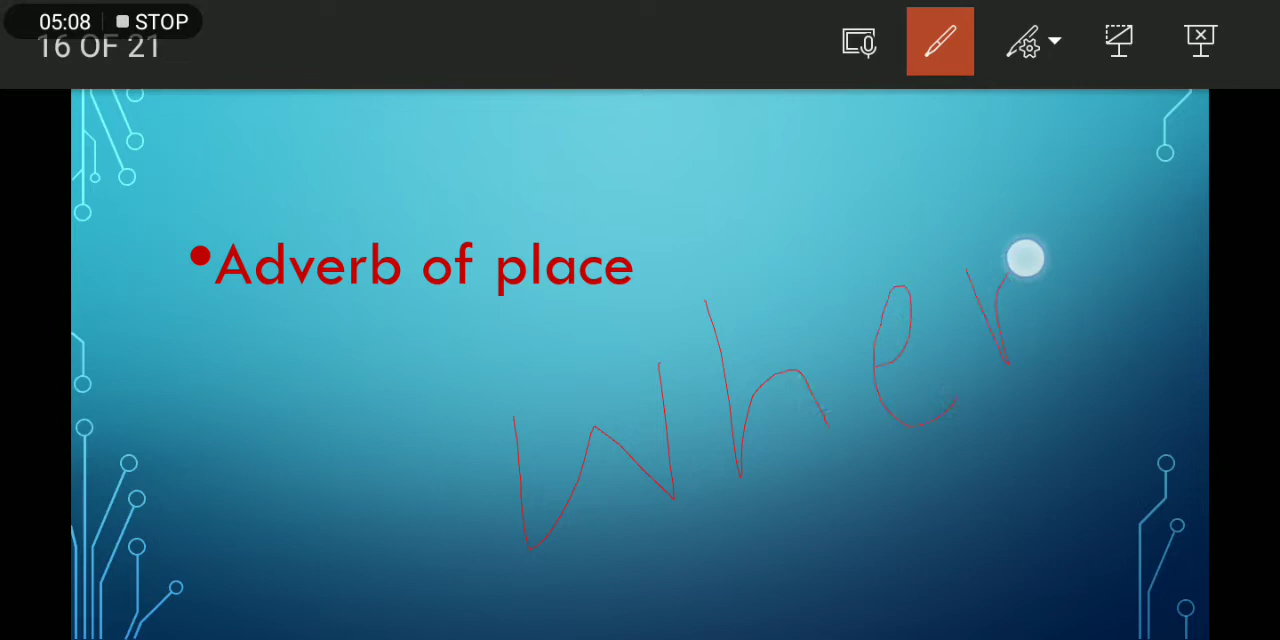 05:08 STOP
16 OF 21
•Adverb of place
Wher